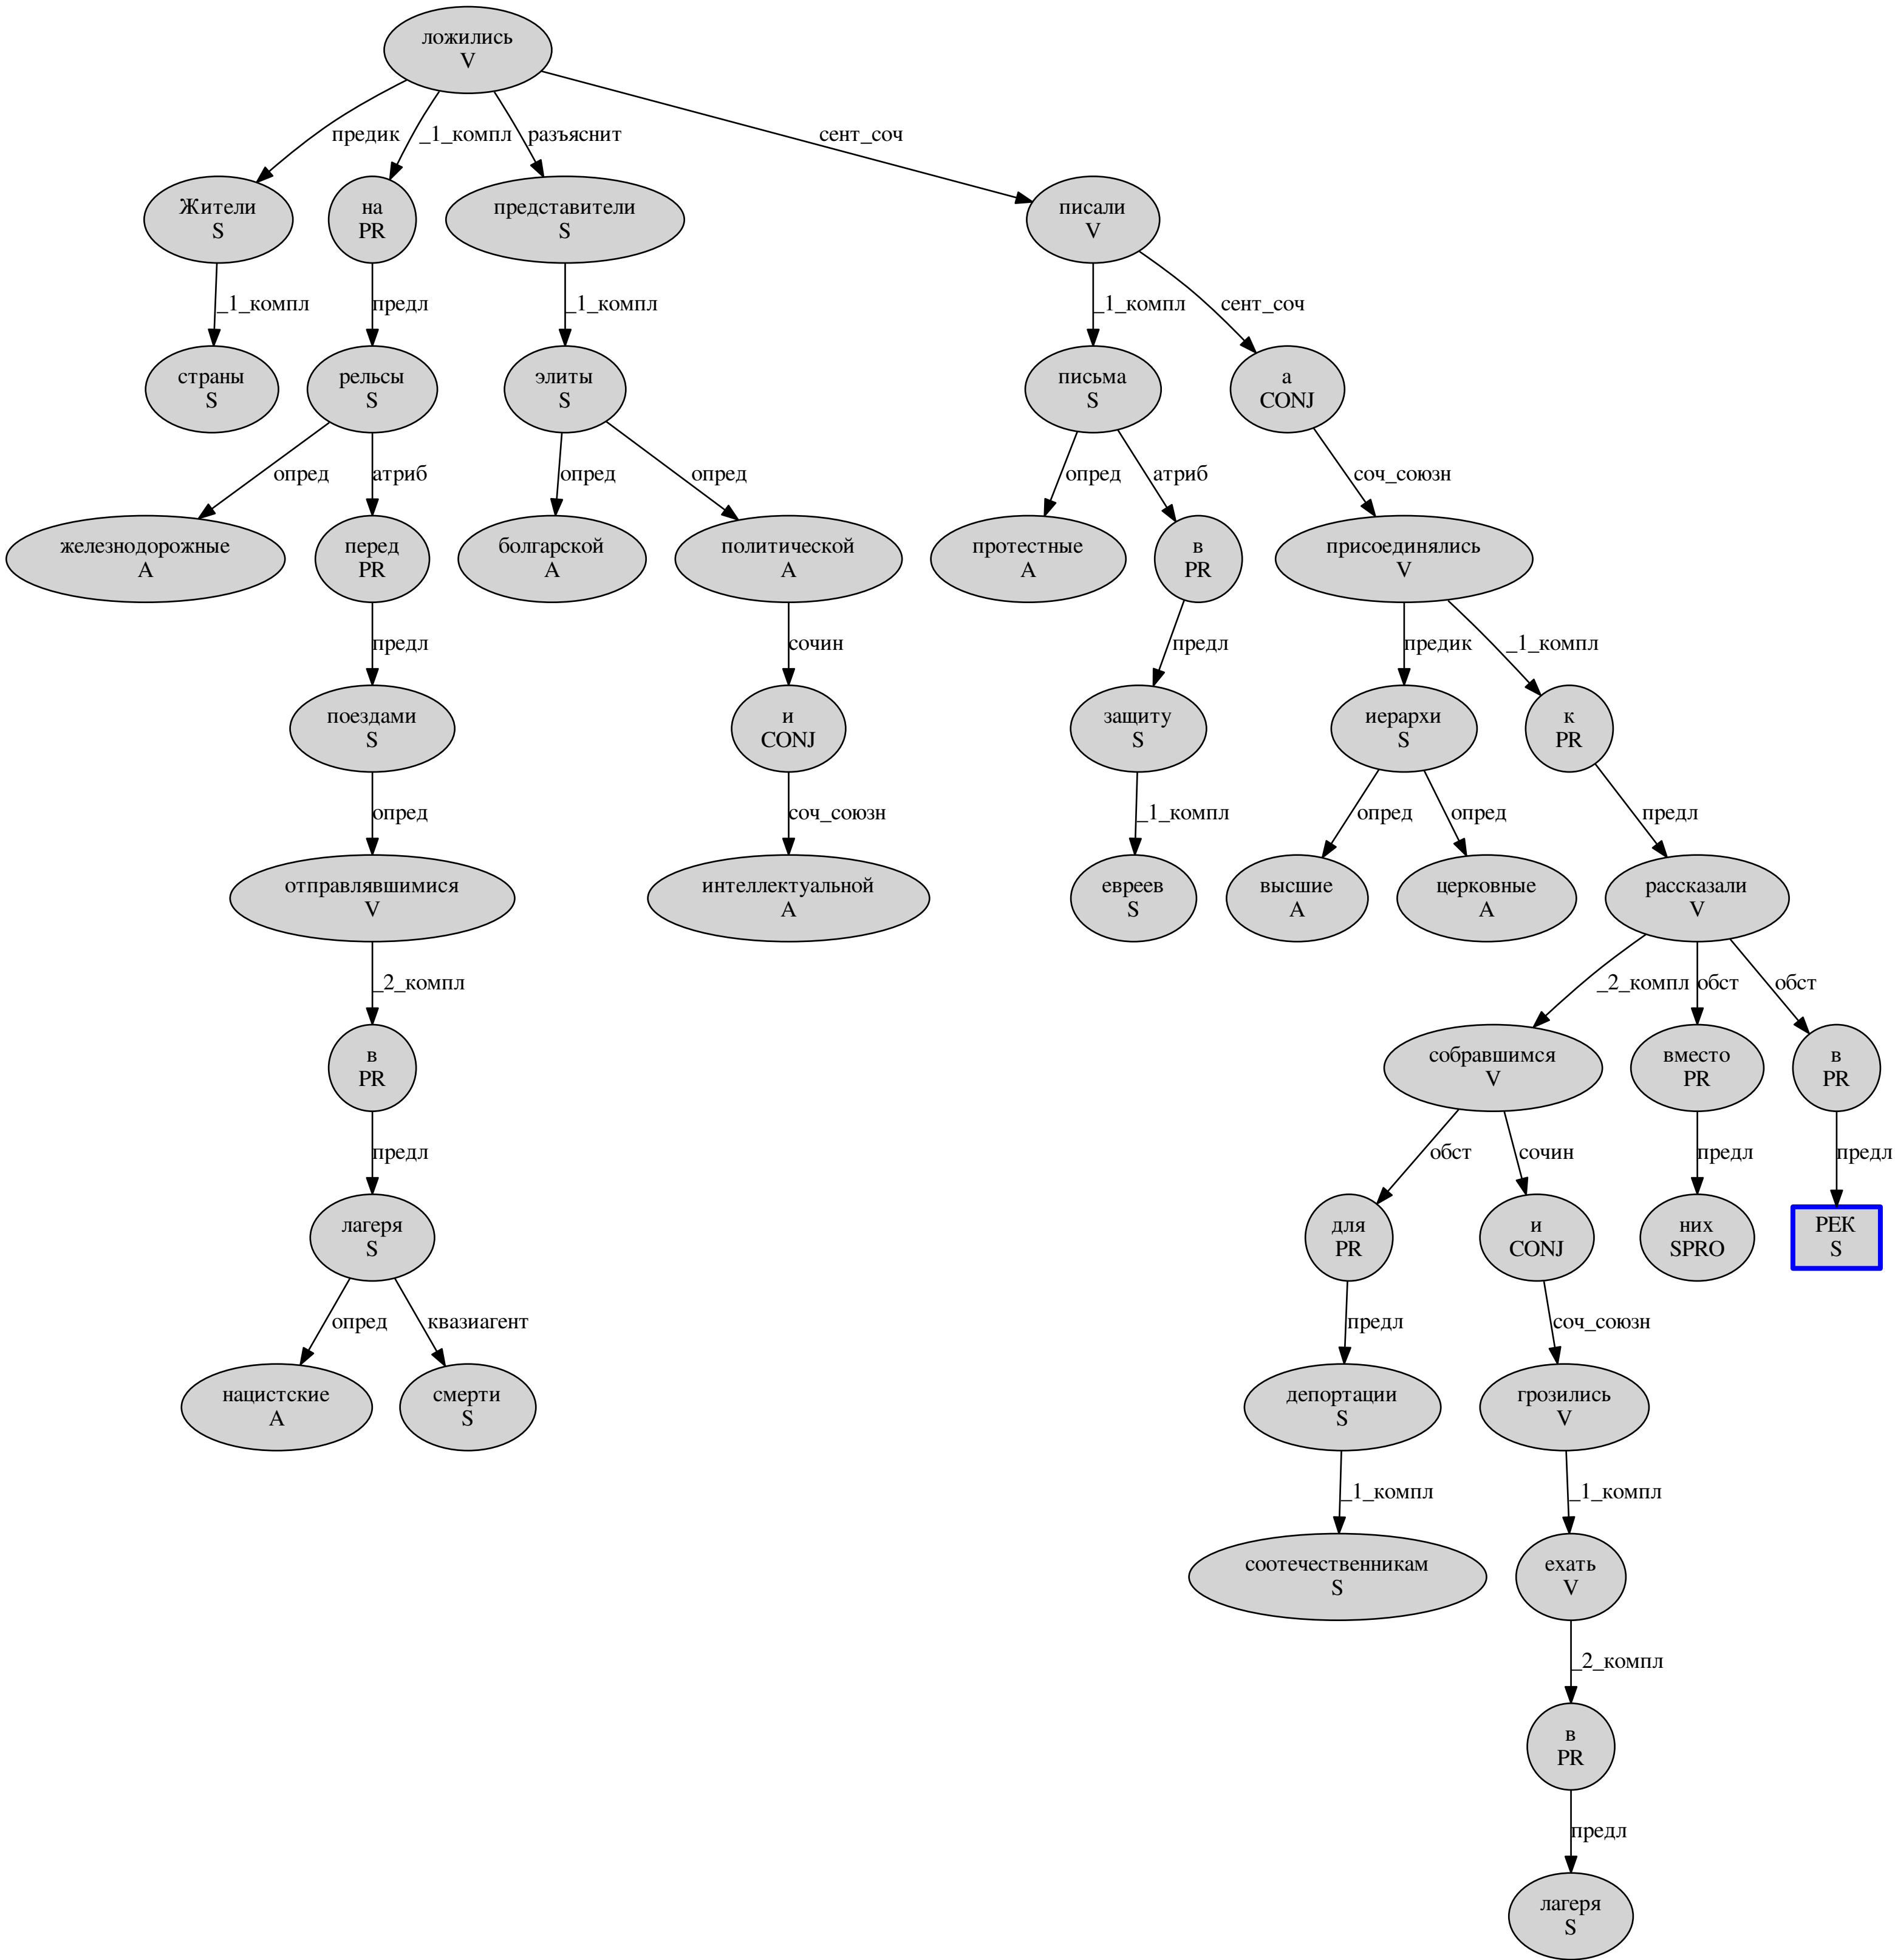 ложились
V
предик
_1_компл
разъяснит
сент_соч
Жители
S
на
PR
представители
S
писали
V
_1_компл
предл
_1_компл
_1_компл
сент_соч
страны
S
рельсы
S
элиты
S
письма
S
а
CONJ
опред
атриб
опред
опред
опред
атриб
соч_союзн
железнодорожные
A
перед
PR
болгарской
A
политической
A
протестные
A
в
PR
присоединялись
V
предл
сочин
предл
предик
_1_компл
поездами
S
и
CONJ
защиту
S
иерархи
S
к
PR
опред
соч_союзн
_1_компл
опред
опред
предл
отправлявшимися
V
интеллектуальной
A
евреев
S
высшие
A
церковные
A
рассказали
V
_2_компл
_2_компл
обст
обст
в
PR
собравшимся
V
вместо
PR
в
PR
предл
обст
сочин
предл
предл
лагеря
S
для
PR
и
CONJ
них
SPRO
РЕК
S
опред
квазиагент
предл
соч_союзн
нацистские
A
смерти
S
депортации
S
грозились
V
_1_компл
_1_компл
соотечественникам
S
ехать
V
_2_компл
в
PR
предл
лагеря
S